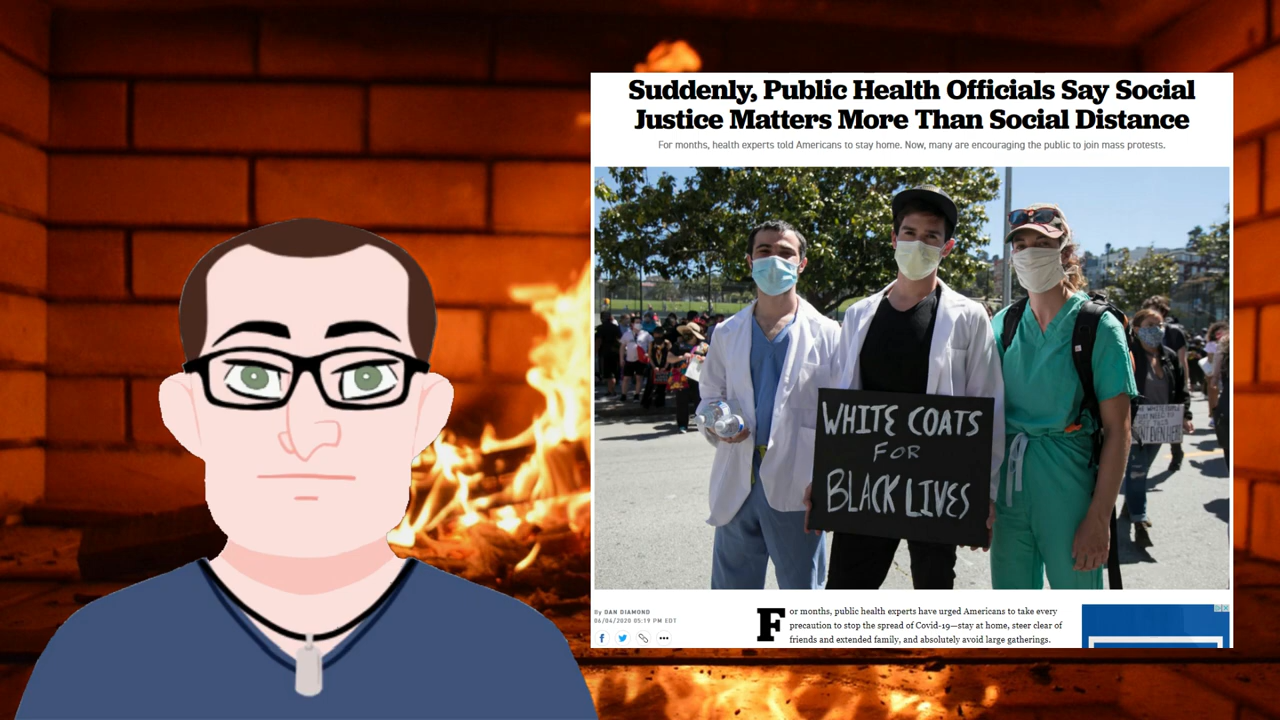 Suddenly, Public Health Officials Say Social
Justice Matters More Than Social Distance
For months, health experts told Americans to stay home. Now, many are encouraging the public to join mass protests.
WHITE COATS
FOR
BLACK LIVES
By DAN DIAMOND
06/04/2020 05:19 PM EDT
For months, public health experts have urged Americans to take every
precaution to stop the spread of Covid-19—stay at home, steer clear of
friends and extended family, and absolutely avoid large gatherings.